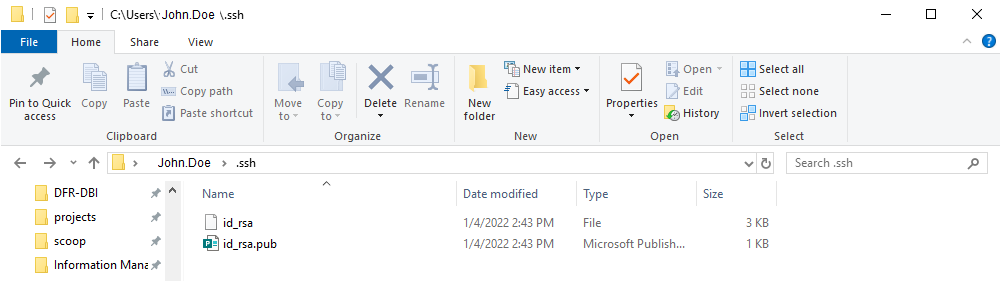 C:\Users\ John.Doe \.ssh
File Home Share View
Pin to Quick access
Copy
Paste
Cut
Copy path
Paste shortcut
Clipboard
Move to
Copy to
Delete
Rename
Organize
New folder
New item
Easy access
New
Properties
Open
Edit
History
Open
Select all
Select none
Invert selection
Select
John.Doe > .ssh
Search .ssh
DFR-DBI
projects
scoop
Information Mana
Name Date modified Type Size
id_rsa 1/4/2022 2:43 PM File 3 KB
id_rsa.pub 1/4/2022 2:43 PM Microsoft Publish... 1 KB